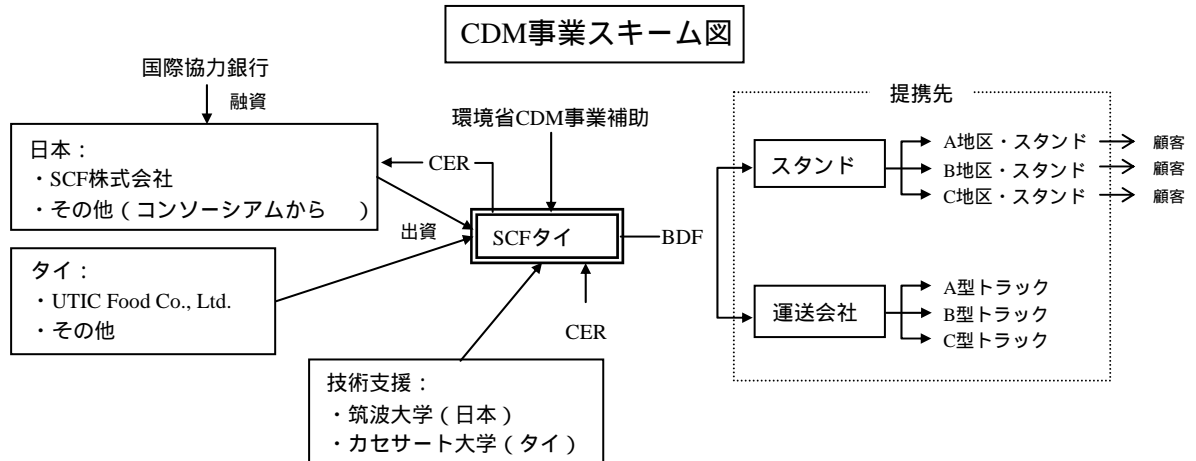 CDM事業スキーム図
国際協力銀行
融資
日本：
・SCF株式会社
・その他（コンソーシアムから　　）
出資
タイ：
・UTIC Food Co., Ltd.
・その他
CER
環境省CDM事業補助
SCFタイ
CER
技術支援：
・筑波大学（日本）
・カセサート大学（タイ）
BDF
提携先
スタンド
A地区・スタンド
顧客
B地区・スタンド
顧客
C地区・スタンド
顧客
運送会社
A型トラック
B型トラック
C型トラック